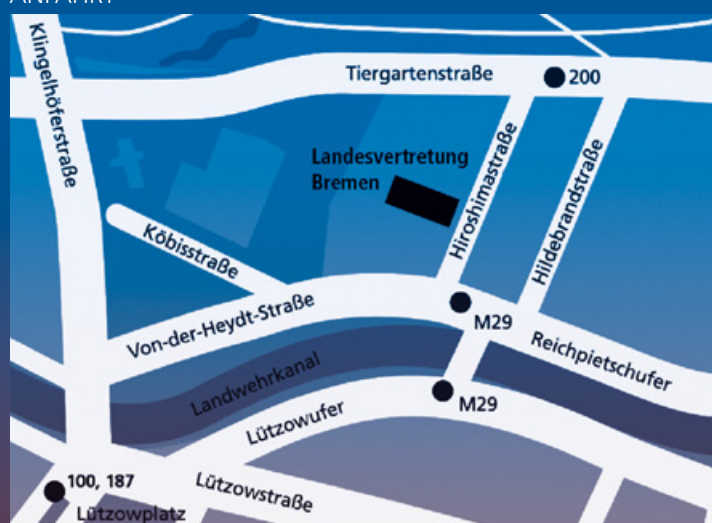 ANFAHRT
Klingelhöferstraße
Tiergartenstraße
200
Landesvertretung
Bremen
Hiroshimastraße
Hildebrandstraße
Köbisstraße
Von-der-Heydt-Straße
M29
Reichpietschufer
Landwehrkanal
M29
Lützowufer
100, 187
Lützowstraße
Lützowplatz